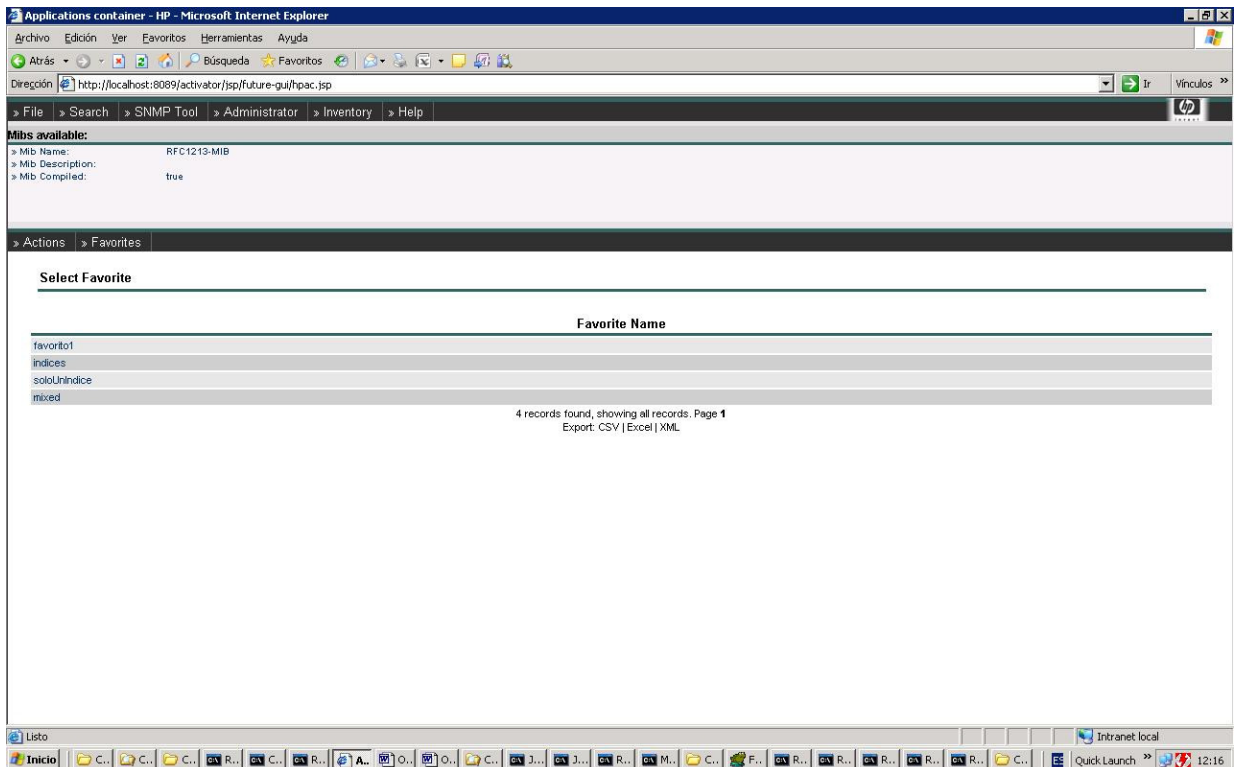 Applications container - HP - Microsoft Internet Explorer
Archivo Edición Ver Favoritos Herramientas Ayuda
Atrás Búsqueda Favoritos
Dirección http://localhost:8089/activator/jsp/future-gui/hpac.jsp Ir Vínculos »
» File » Search » SNMP Tool » Administrator » Inventory » Help
hp
Mibs available:
» Mib Name: RFC1213-MIB
» Mib Description:
» Mib Compiled: true
» Actions » Favorites
Select Favorite
Favorite Name
favorito1
indices
soloUnIndice
mixed
4 records found, showing all records. Page 1
Export: CSV | Excel | XML
Listo Intranet local
Inicio C.. C.. C.. R.. C.. R.. A.. O.. O.. C.. J... J... R.. M.. C.. F.. R.. R.. R.. R.. R.. C.. ES Quick Launch » 12:16